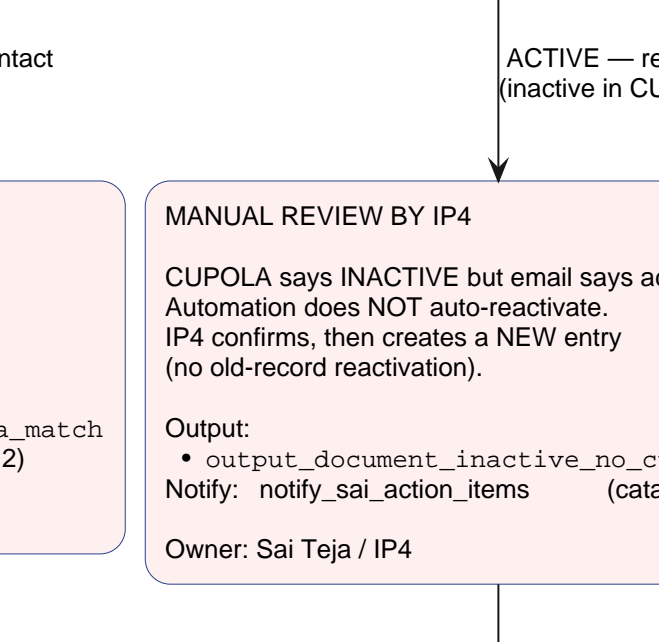 ntact
ACTIVE — re
(inactive in CU
MANUAL REVIEW BY IP4
CUPOLA says INACTIVE but email says ac
Automation does NOT auto-reactivate.
IP4 confirms, then creates a NEW entry
(no old-record reactivation).
a_match
2)
Output:
• output_document_inactive_no_c
Notify: notify_sai_action_items (cata
Owner: Sai Teja / IP4